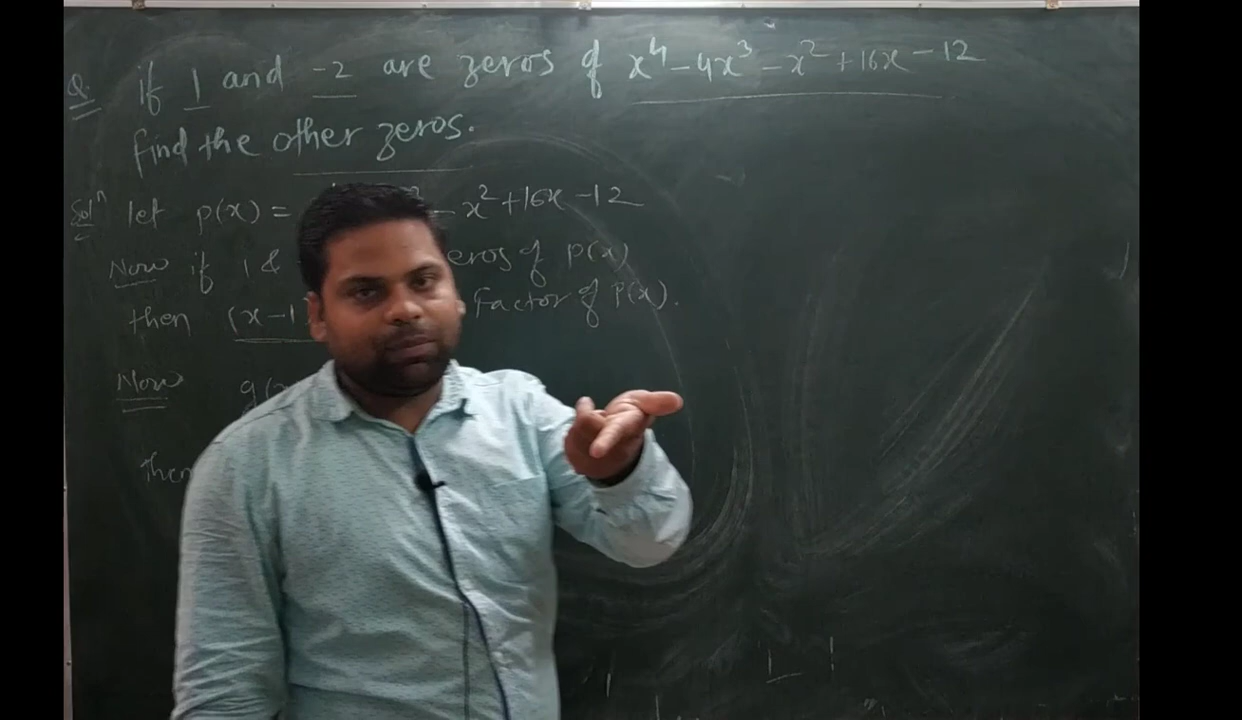 Q. If 1 and -2 are zeros of x⁴-4x³-x²+16x-12
find the other zeros.
Solⁿ let p(x) = - x²+16x-12
Now if 1 & zeros of P(x)
then (x-1) Factor of P(x).
Now g(x
then